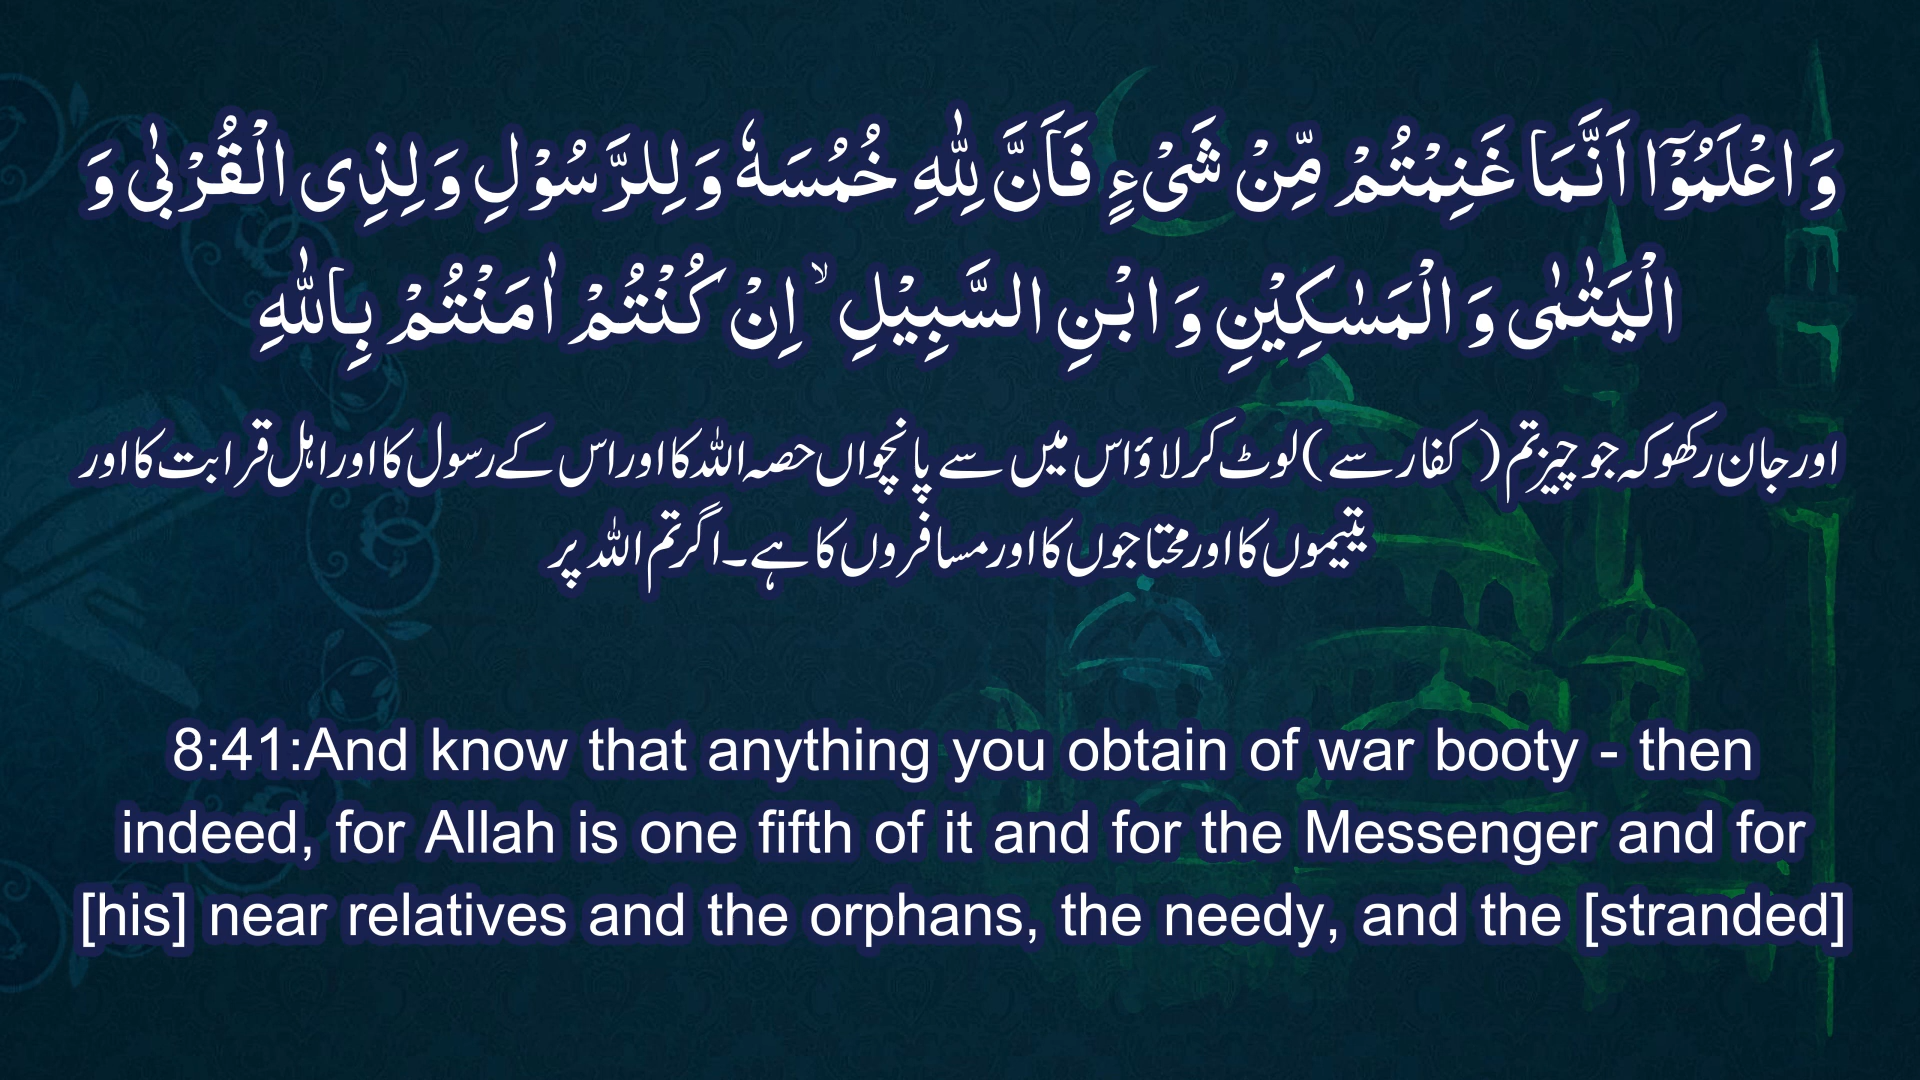 وَ اعْلَمُوْۤا اَنَّمَا غَنِمْتُمْ مِّنْ شَیْءٍ فَاَنَّ لِلّٰهِ خُمُسَهٗ وَ لِلرَّسُوْلِ وَ لِذِی الْقُرْبٰى وَ
الْیَتٰمٰى وَ الْمَسٰكِیْنِ وَ ابْنِ السَّبِیْلِ ۙ اِنْ كُنْتُمْ اٰمَنْتُمْ بِاللّٰهِ
اور جان رکھو کہ جو چیز تم (کفار سے) لوٹ کر لاؤ اس میں سے پانچواں حصہ اللہ کا اور اس کے رسول کا اور اہل قرابت کا اور
یتیموں کا اور محتاجوں کا اور مسافروں کا ہے۔ اگر تم اللہ پر
8:41:And know that anything you obtain of war booty - then
indeed, for Allah is one fifth of it and for the Messenger and for
[his] near relatives and the orphans, the needy, and the [stranded]